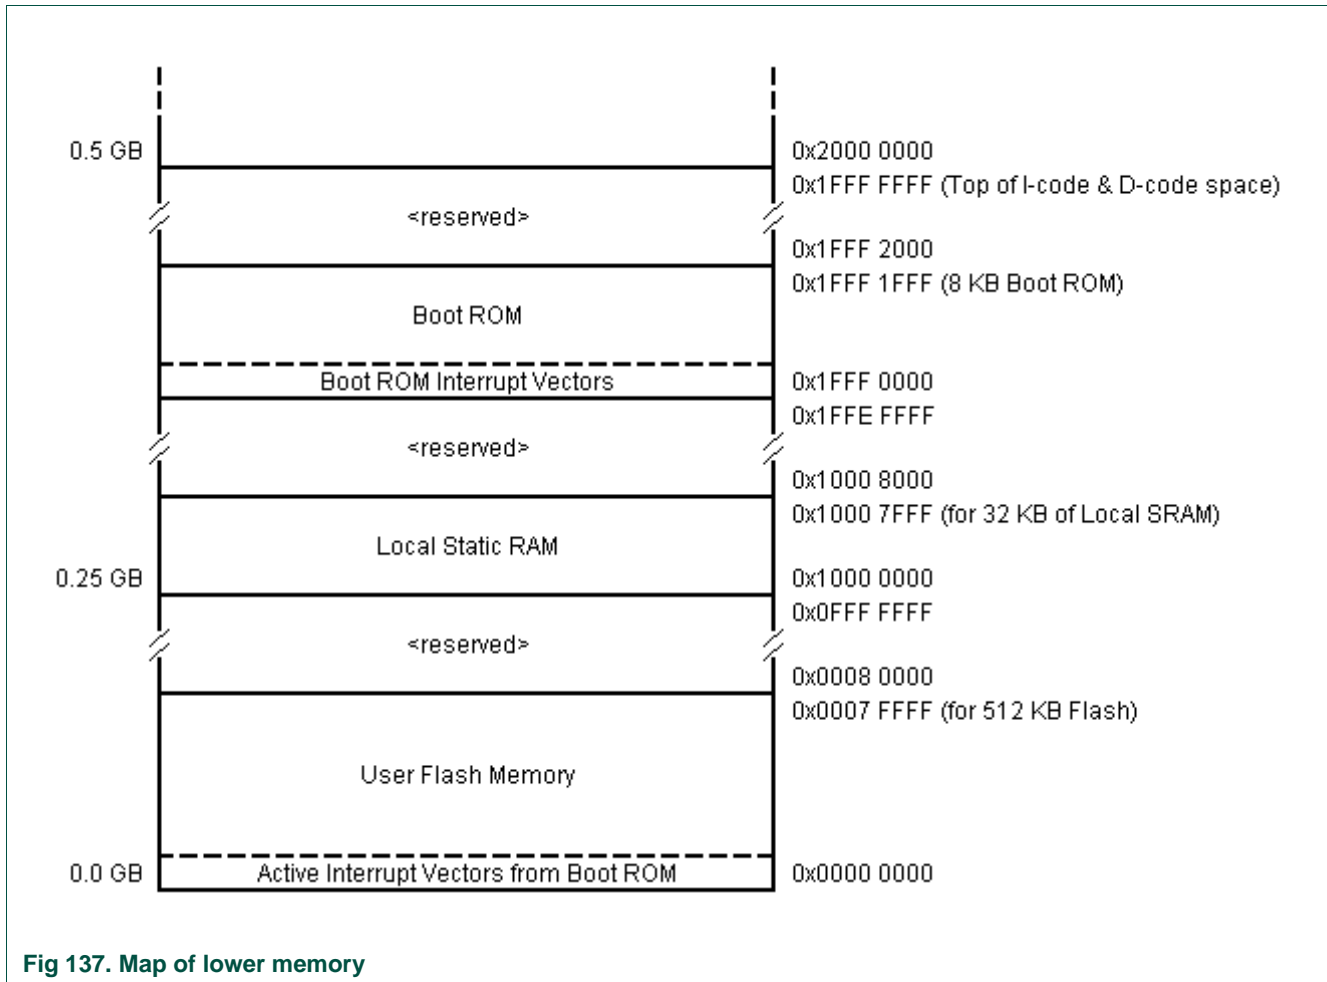 0.5 GB
0x2000 0000
0x1FFF FFFF (Top of I-code & D-code space)
<reserved>
0x1FFF 2000
0x1FFF 1FFF (8 KB Boot ROM)
Boot ROM
Boot ROM Interrupt Vectors
0x1FFF 0000
0x1FFE FFFF
<reserved>
0x1000 8000
0x1000 7FFF (for 32 KB of Local SRAM)
Local Static RAM
0.25 GB
0x1000 0000
0x0FFF FFFF
<reserved>
0x0008 0000
0x0007 FFFF (for 512 KB Flash)
User Flash Memory
0.0 GB
Active Interrupt Vectors from Boot ROM
0x0000 0000
Fig 137. Map of lower memory